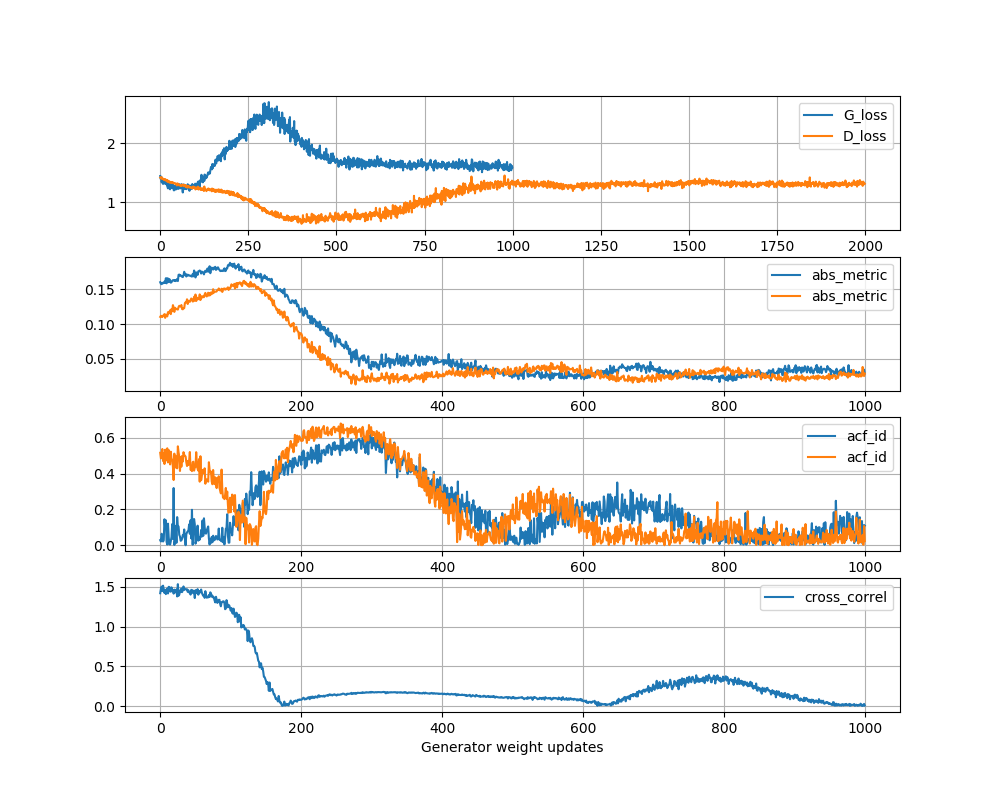 G_loss
D_loss
2
1
0 250 500 750 1000 1250 1500 1750 2000
abs_metric
abs_metric
0.15
0.10
0.05
0 200 400 600 800 1000
acf_id
acf_id
0.6
0.4
0.2
0.0
0 200 400 600 800 1000
cross_correl
1.5
1.0
0.5
0.0
0 200 400 600 800 1000
Generator weight updates